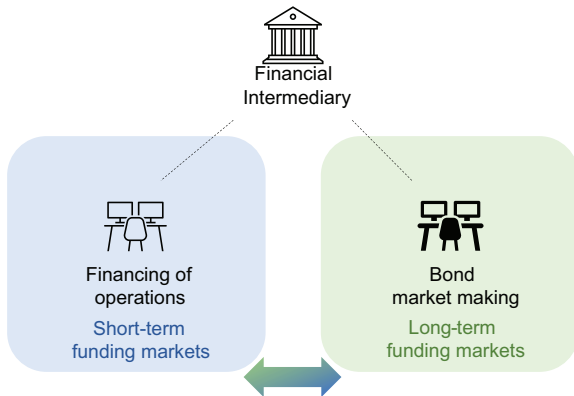 Financial
Intermediary
Financing of
operations
Short-term
funding markets
Bond
market making
Long-term
funding markets